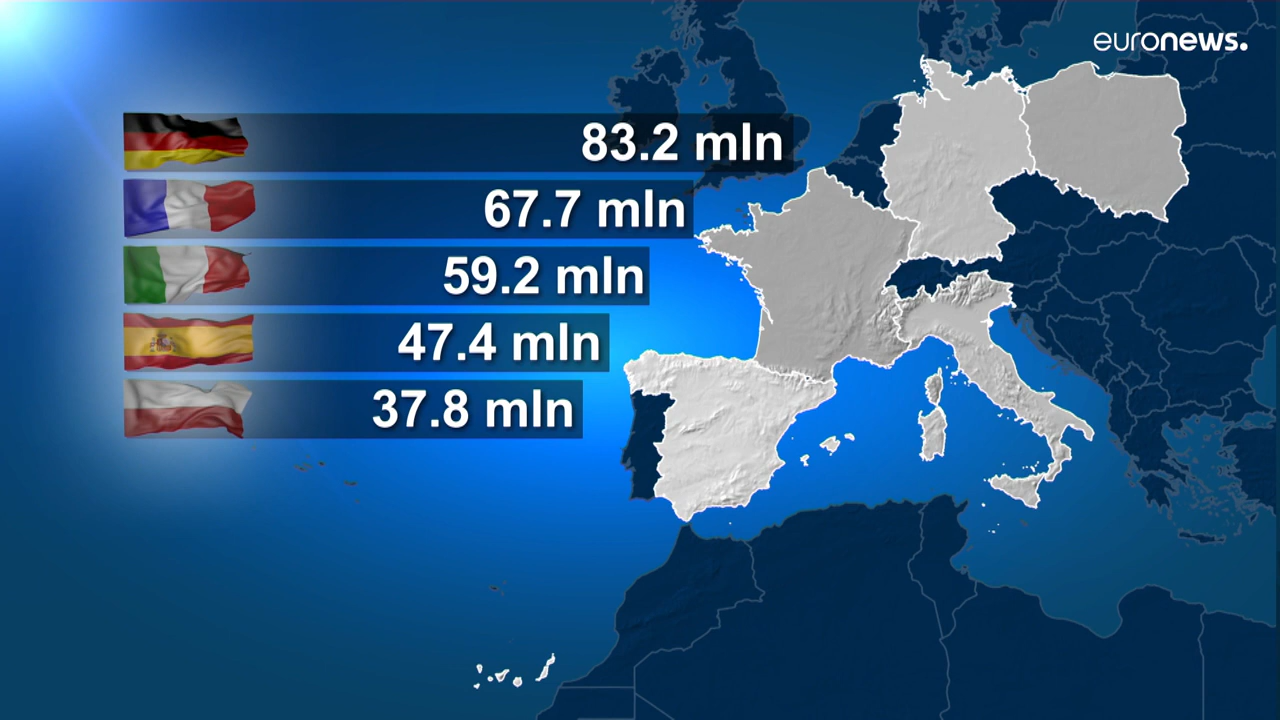 euronews.
83.2 mln
67.7 mln
59.2 mln
47.4 mln
37.8 mln